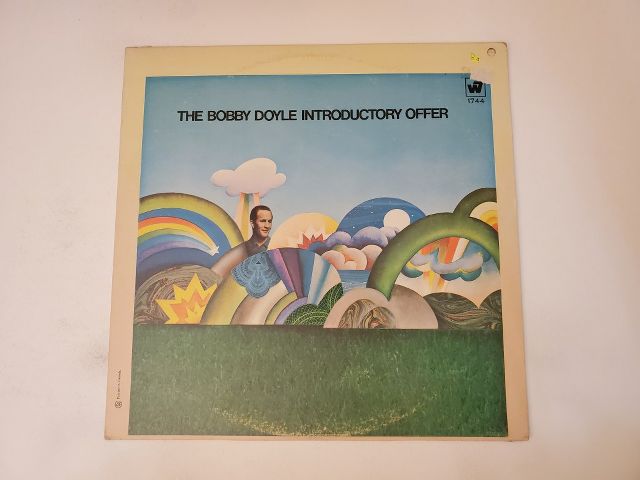 THE BOBBY DOYLE INTRODUCTORY OFFER
W
1744